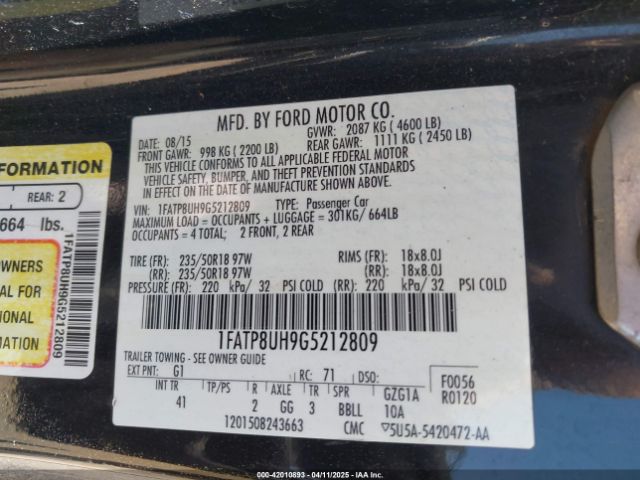 FORMATION
REAR: 2
664 lbs.
OWNERS
AL FOR
IONAL
1FATP8UH9G5212809
MFD. BY FORD MOTOR CO.
DATE: 08/15 GVWR: 2087 KG ( 4600 LB)
FRONT GAWR: 998 KG ( 2200 LB) REAR GAWR: 1111 KG ( 2450 LB)
THIS VEHICLE CONFORMS TO ALL APPLICABLE FEDERAL MOTOR
VEHICLE SAFETY, BUMPER, AND THEFT PREVENTION STANDARDS
IN EFFECT ON THE DATE OF MANUFACTURE SHOWN ABOVE.
VIN: 1FATP8UH9G5212809 TYPE: Passenger Car
MAXIMUM LOAD = OCCUPANTS + LUGGAGE = 301KG/ 664LB
OCCUPANTS = 4 TOTAL; 2 FRONT, 2 REAR
TIRE (FR): 235/50R18 97W RIMS (FR): 18x8.0J
(RR): 235/50R18 97W (RR): 18x8.0J
PRESSURE (FR): 220 kPa/ 32 PSI COLD (RR): 220 kPa/ 32 PSI COLD
1FATP8UH9G5212809
TRAILER TOWING - SEE OWNER GUIDE
EXT PNT: G1 RC: 71 DSO: F0056
INT TR TP/PS R AXLE TR SPR GZG1A R0120
41 2 GG 3 BBLL 10A
1201508243663 CMC ▽5U5A-5420472-AA
000-42010893 - 04/11/2025 - IAAI.COM